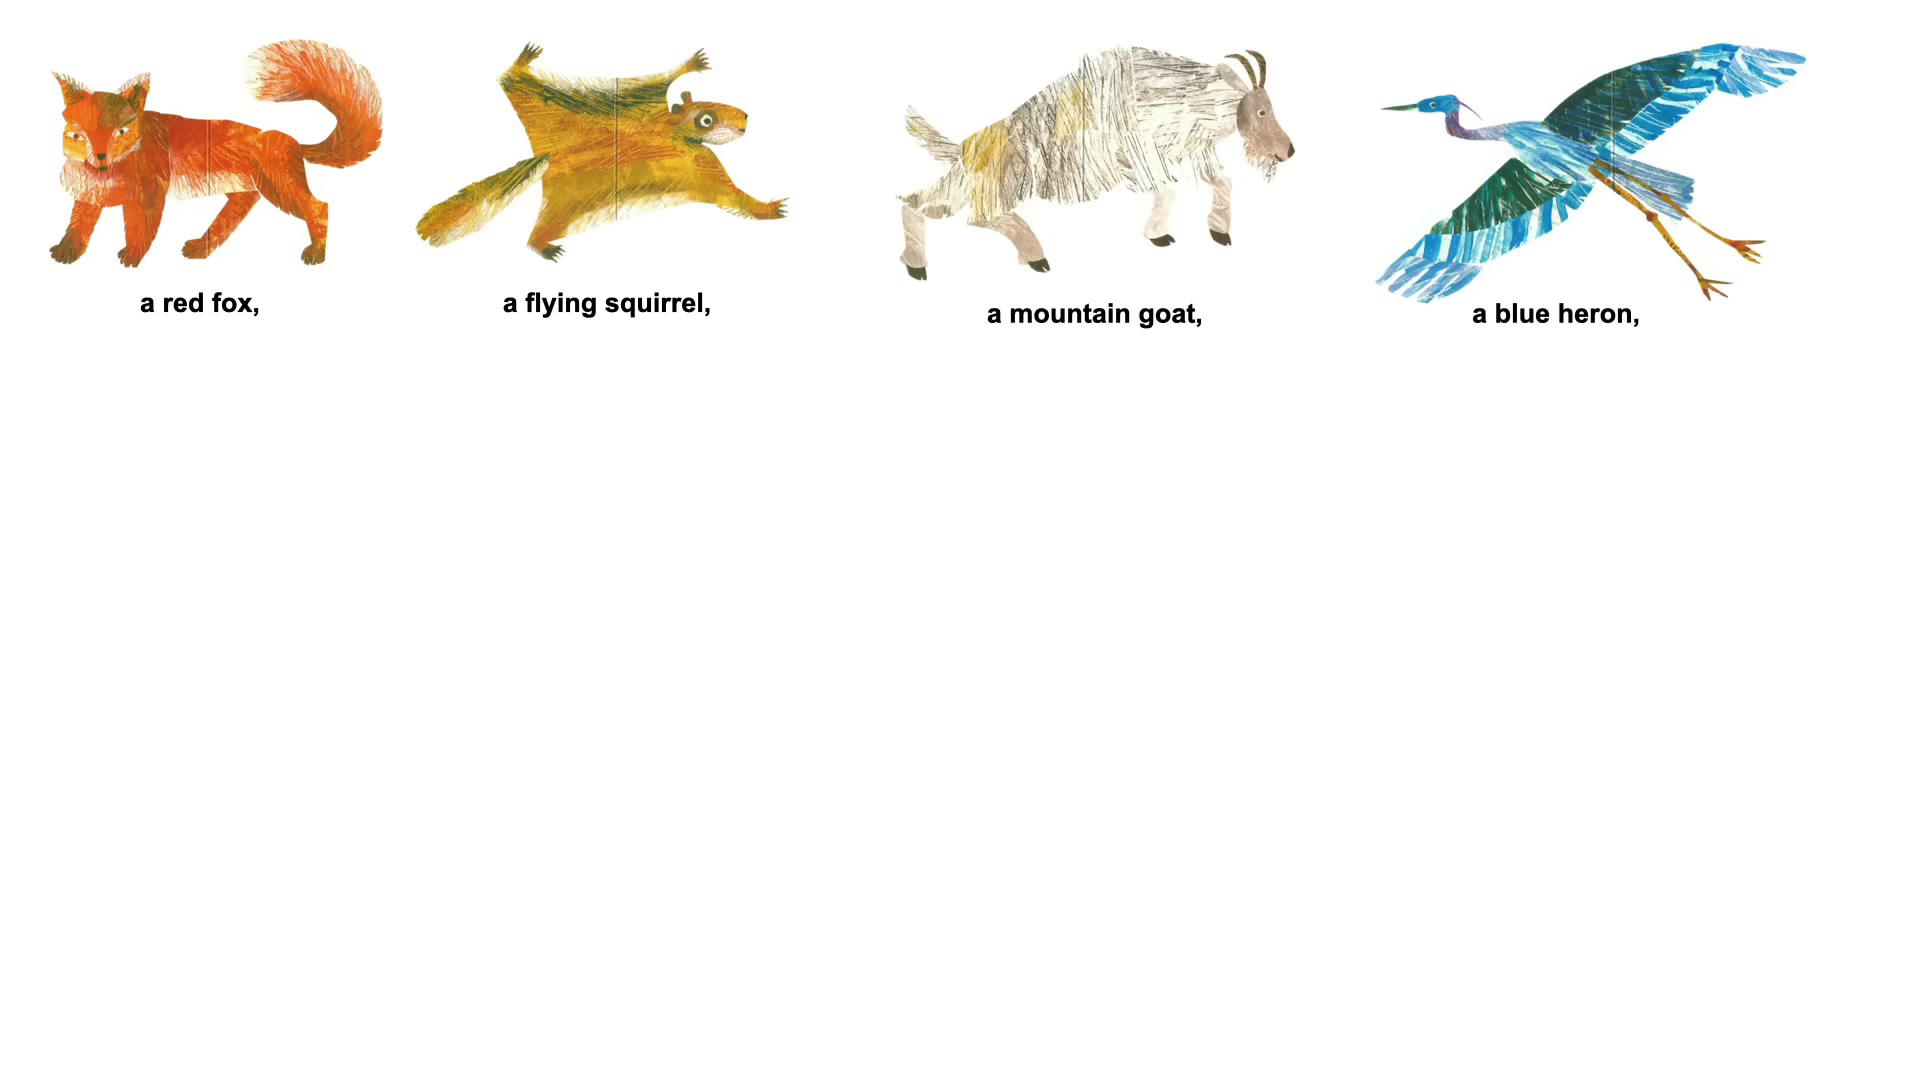 a red fox,
a flying squirrel,
a mountain goat,
a blue heron,